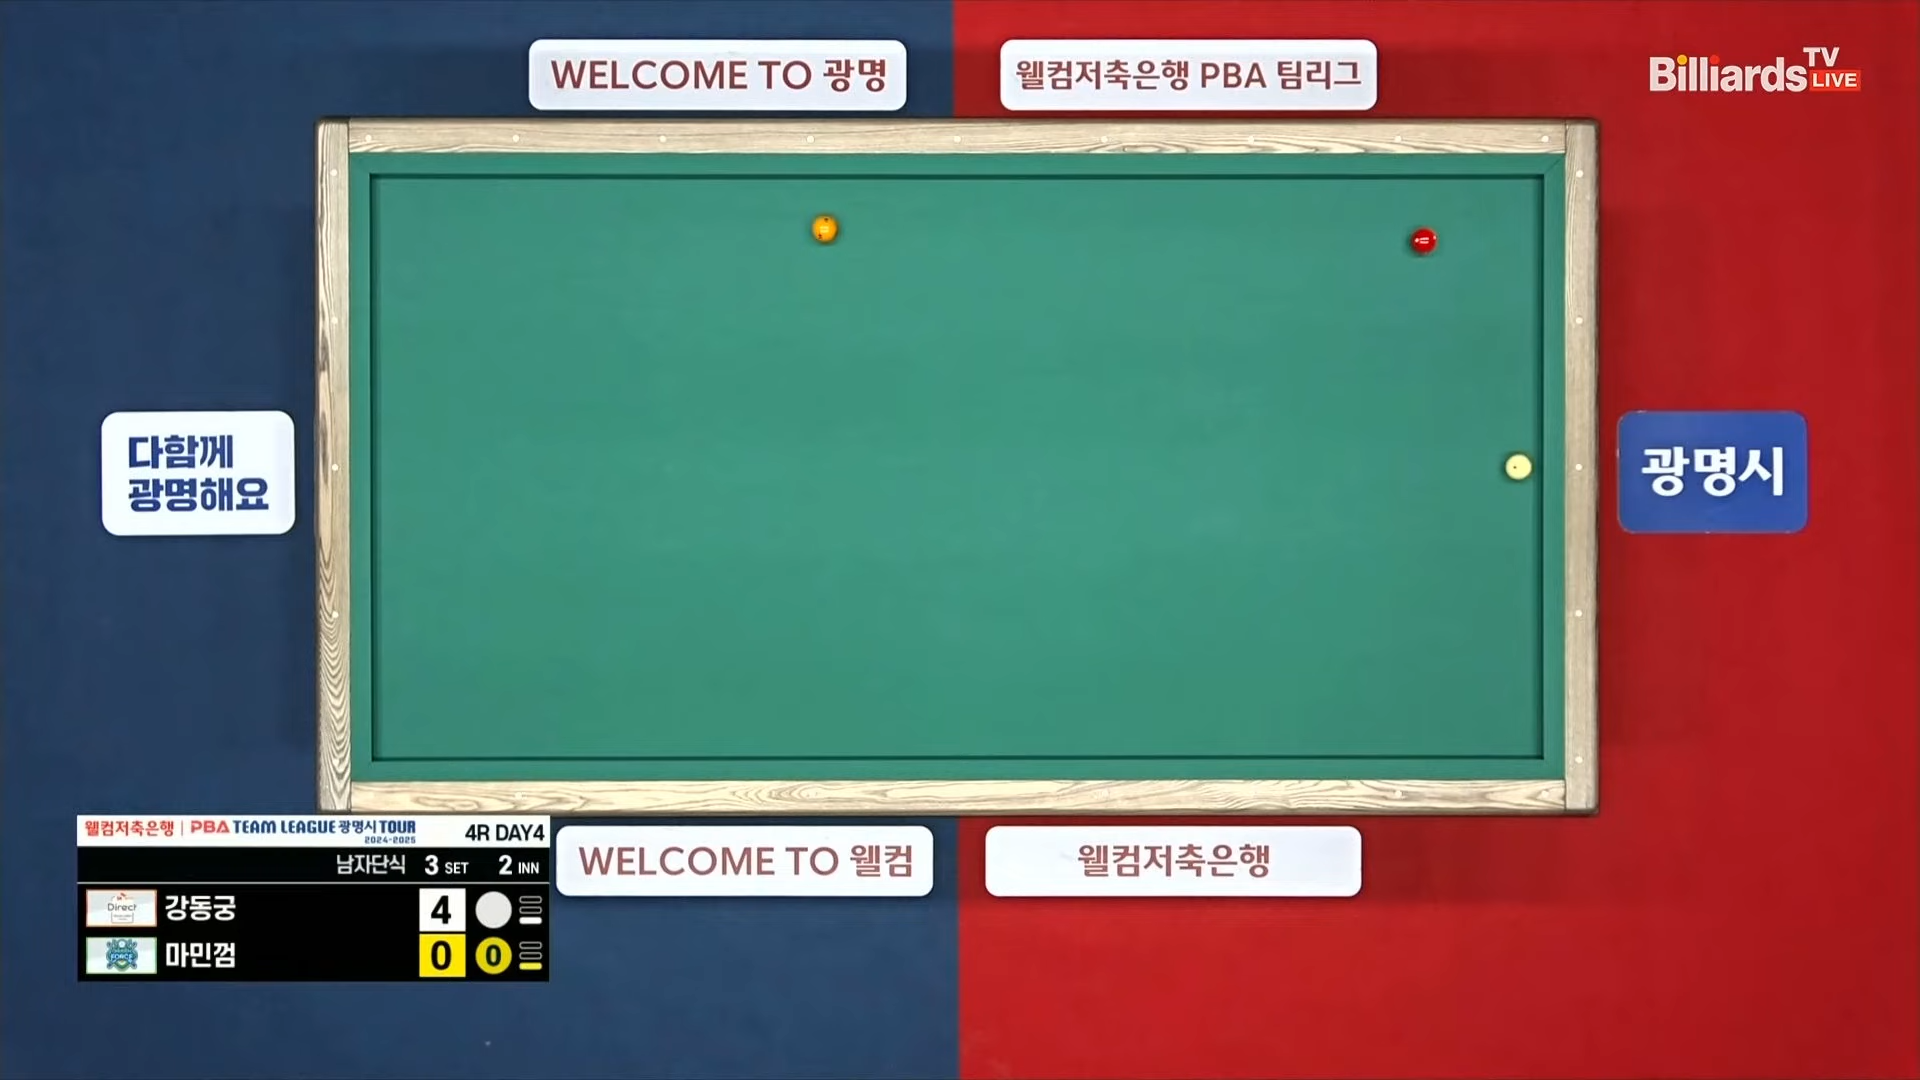 WELCOME TO 광명
웰컴저축은행 PBA 팀리그
Billiards TV
LIVE
다함께
광명해요
광명시
웰컴저축은행 | PBA TEAM LEAGUE 광명시 TOUR
2024-2025
4R DAY4
남자단식 3 SET 2 INN
Direct
강동궁 4
FORCE
마민껌 0 0
WELCOME TO 웰컴
웰컴저축은행